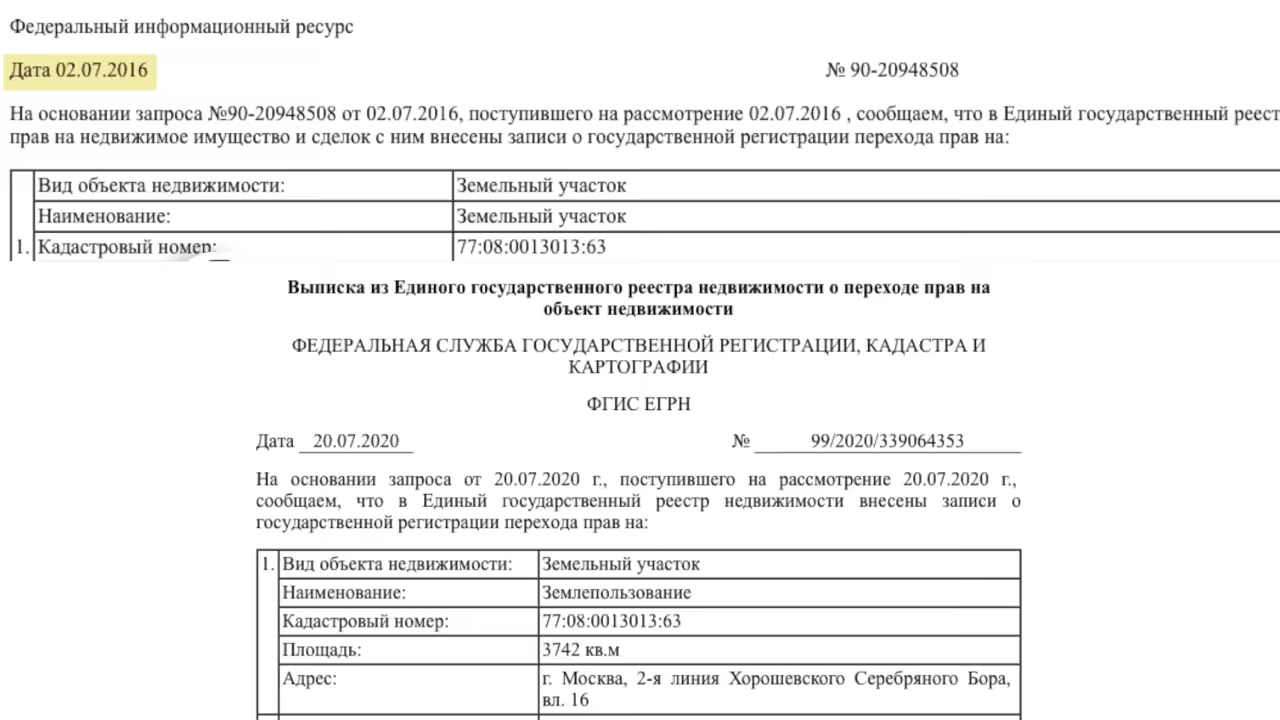 Федеральный информационный ресурс
Дата 02.07.2016 № 90-20948508
На основании запроса №90-20948508 от 02.07.2016, поступившего на рассмотрение 02.07.2016 , сообщаем, что в Единый государственный реест
прав на недвижимое имущество и сделок с ним внесены записи о государственной регистрации перехода прав на:
Вид объекта недвижимости: Земельный участок
Наименование: Земельный участок
1. Кадастровый номер: 77:08:0013013:63
Выписка из Единого государственного реестра недвижимости о переходе прав на
объект недвижимости
ФЕДЕРАЛЬНАЯ СЛУЖБА ГОСУДАРСТВЕННОЙ РЕГИСТРАЦИИ, КАДАСТРА И
КАРТОГРАФИИ
ФГИС ЕГРН
Дата 20.07.2020 № 99/2020/339064353
На основании запроса от 20.07.2020 г., поступившего на рассмотрение 20.07.2020 г.,
сообщаем, что в Единый государственный реестр недвижимости внесены записи о
государственной регистрации перехода прав на:
1. Вид объекта недвижимости: Земельный участок
Наименование: Землепользование
Кадастровый номер: 77:08:0013013:63
Площадь: 3742 кв.м
Адрес: г. Москва, 2-я линия Хорошевского Серебряного Бора,
вл. 16